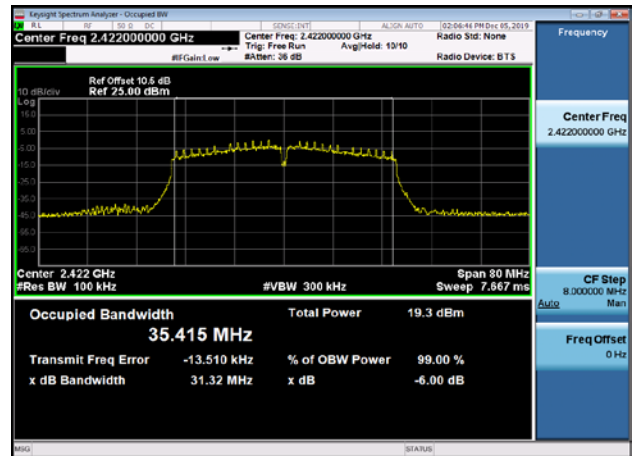 Keysight Spectrum Analyzer - Occupied BW
RL RF 50 Ω DC SENSE:INT ALIGN AUTO 02:06:46 PM Dec 05, 2019
Center Freq 2.422000000 GHz Center Freq: 2.422000000 GHz Radio Std: None Frequency
Trig: Free Run Avg|Hold: 10/10
#IFGain:Low #Atten: 36 dB Radio Device: BTS
Ref Offset 10.6 dB
10 dB/div Ref 25.00 dBm
Log
15.0
5.00
-5.00
-15.0
-25.0
-35.0
-45.0
-55.0
-65.0
Center Freq
2.422000000 GHz
Center 2.422 GHz Span 80 MHz
#Res BW 100 kHz #VBW 300 kHz Sweep 7.667 ms
CF Step
8.000000 MHz
Auto Man
Occupied Bandwidth Total Power 19.3 dBm
35.415 MHz
Freq Offset
0 Hz
Transmit Freq Error -13.510 kHz % of OBW Power 99.00 %
x dB Bandwidth 31.32 MHz x dB -6.00 dB
MSG STATUS